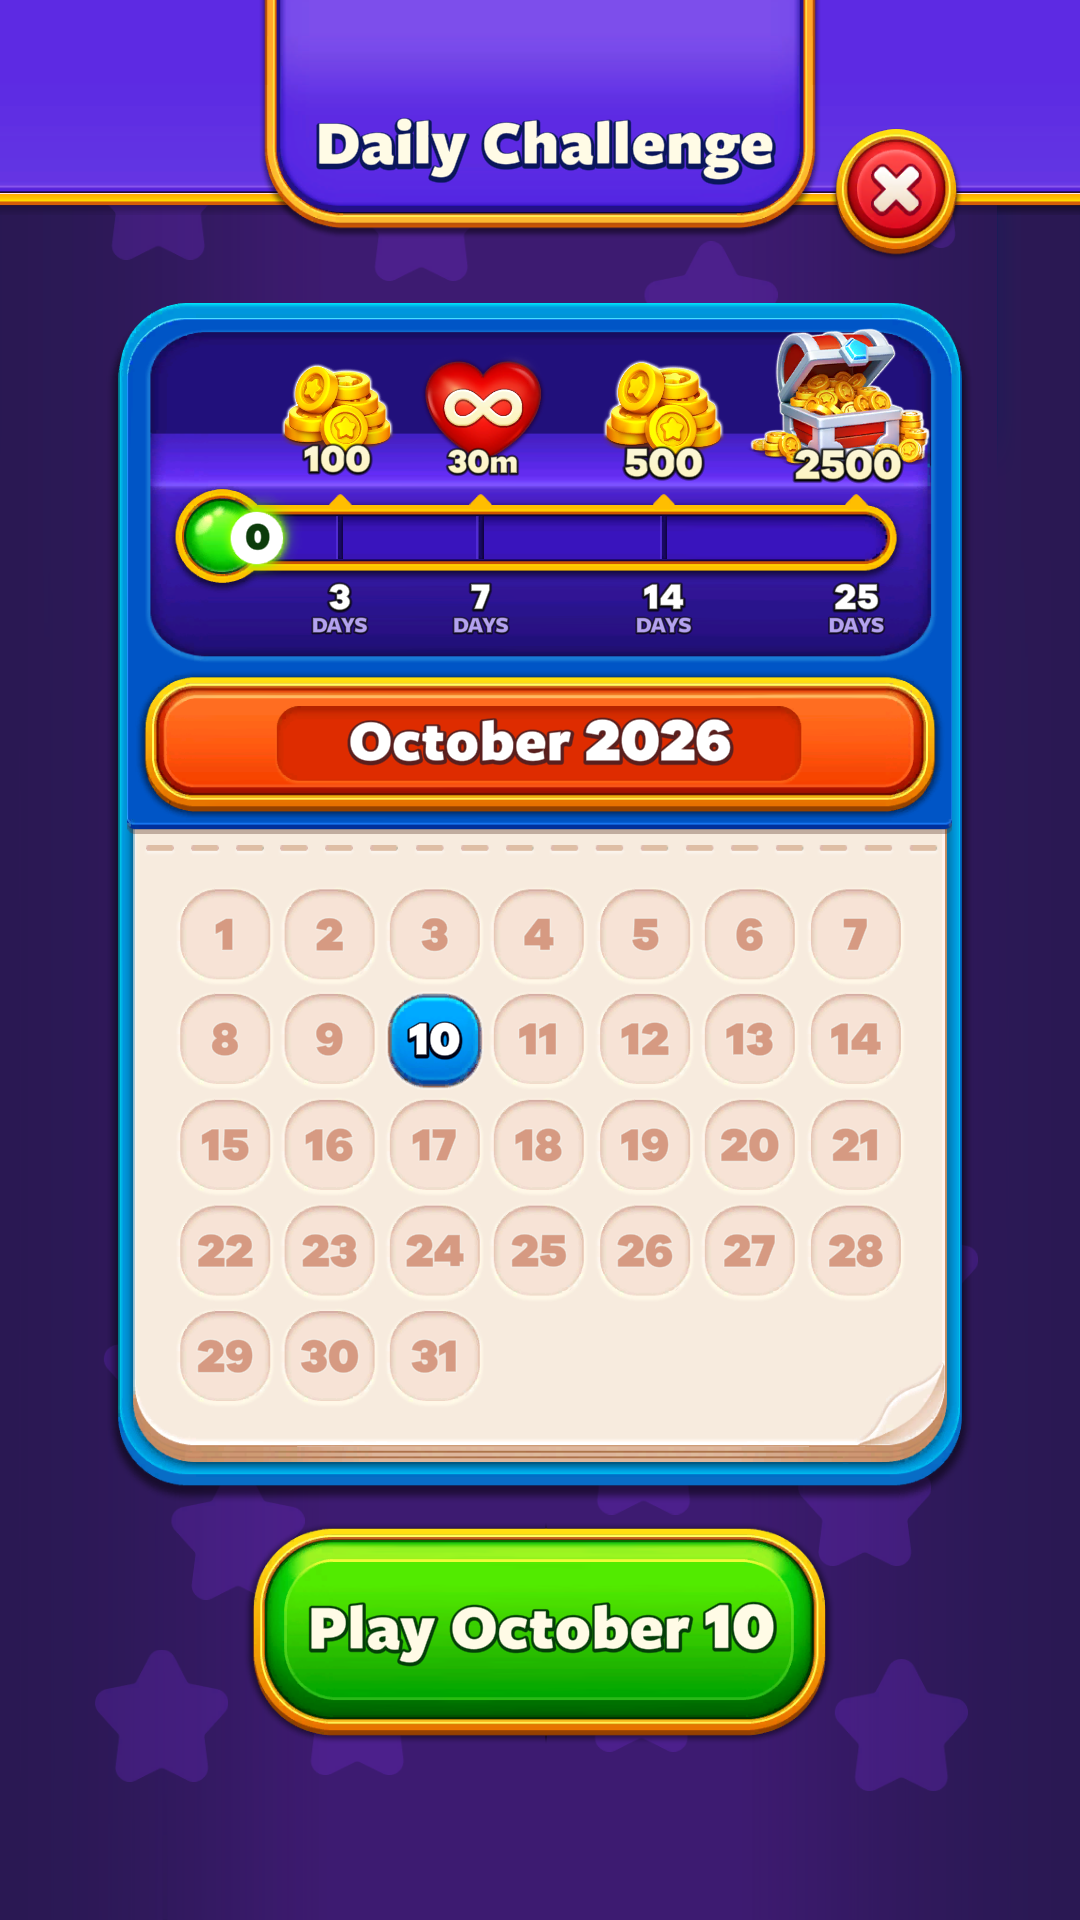 Daily Challenge
100 30m 500 2500
0
3 7 14 25
DAYS DAYS DAYS DAYS
October 2026
1 2 3 4 5 6 7
8 9 10 11 12 13 14
15 16 17 18 19 20 21
22 23 24 25 26 27 28
29 30 31
Play October 10